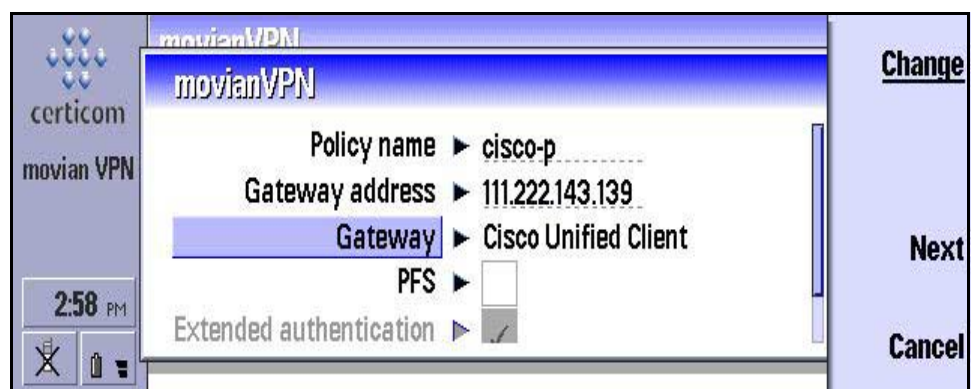 certicom
movian VPN
2:58 PM
movianVPN
movianVPN
Policy name cisco-p
Gateway address 111.222.143.139
Gateway Cisco Unified Client
PFS
Extended authentication
Change
Next
Cancel